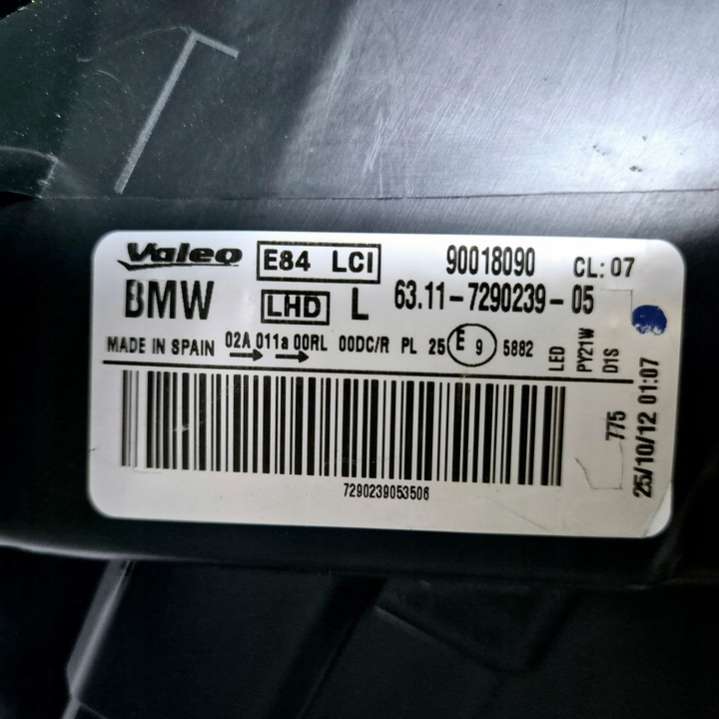 Valeo E84 LCI 90018090 CL: 07
BMW LHD L 63.11-7290239-05
MADE IN SPAIN 02A 011a 00RL 00DC/R PL 25 E 9 5882
LED
PY21W
D1S
775
25/10/12 01:07
7290239053506